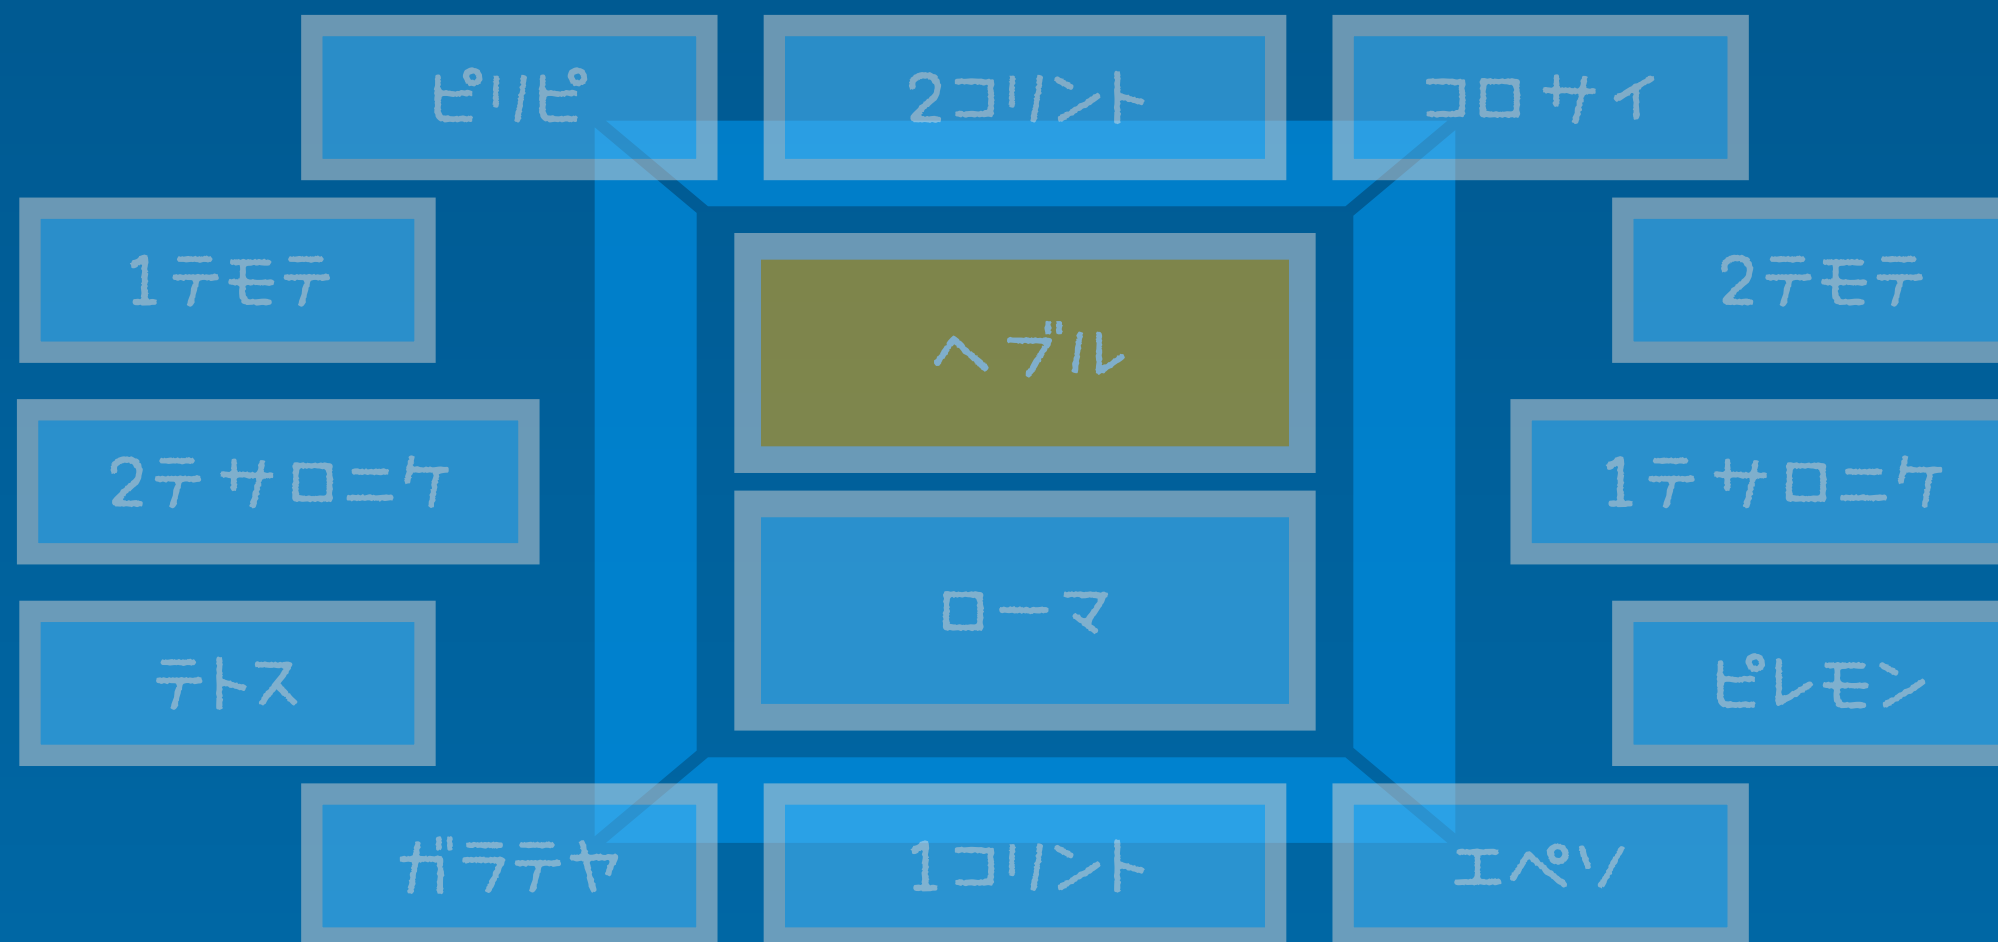 ピリピ
2コリント
コロサイ
1テモテ
2テモテ
ヘブル
2テサロニケ
1テサロニケ
ローマ
テトス
ピレモン
ガラテヤ
1コリント
エペソ